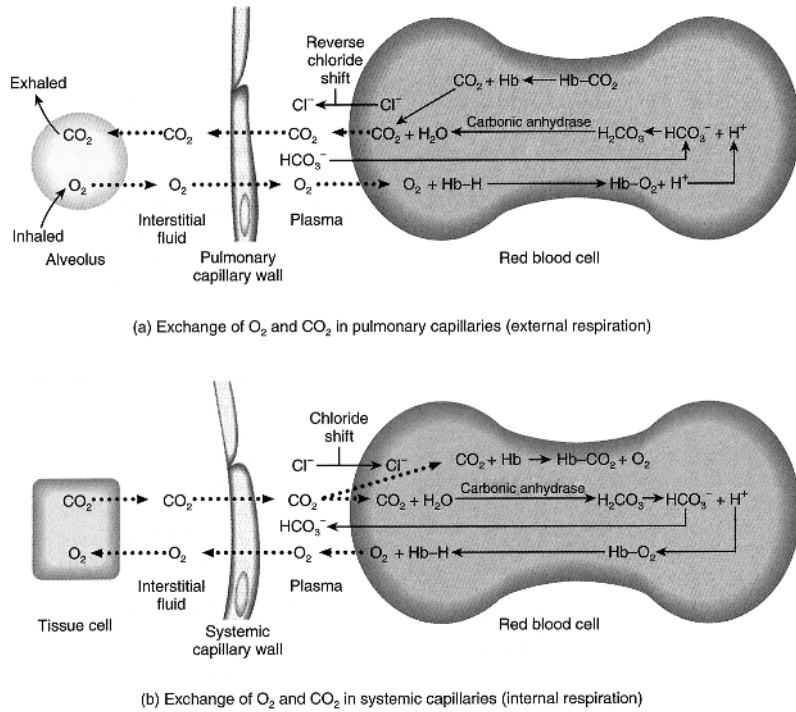 Reverse
chloride
shift
CO₂ + Hb Hb–CO₂
Exhaled
Cl⁻ Cl⁻
CO₂ CO₂ CO₂ CO₂ + H₂O Carbonic anhydrase H₂CO₃ HCO₃⁻ + H⁺
HCO₃⁻
O₂ O₂ O₂ O₂ + Hb–H Hb–O₂ + H⁺
Inhaled
Alveolus
Interstitial
fluid
Pulmonary
capillary wall
Plasma
Red blood cell
(a) Exchange of O₂ and CO₂ in pulmonary capillaries (external respiration)
Chloride
shift
Cl⁻ Cl⁻
CO₂ + Hb Hb–CO₂ + O₂
CO₂ CO₂ CO₂ CO₂ + H₂O Carbonic anhydrase H₂CO₃ HCO₃⁻ + H⁺
HCO₃⁻
O₂ O₂ O₂ O₂ + Hb–H Hb–O₂
Tissue cell
Interstitial
fluid
Systemic
capillary wall
Plasma
Red blood cell
(b) Exchange of O₂ and CO₂ in systemic capillaries (internal respiration)